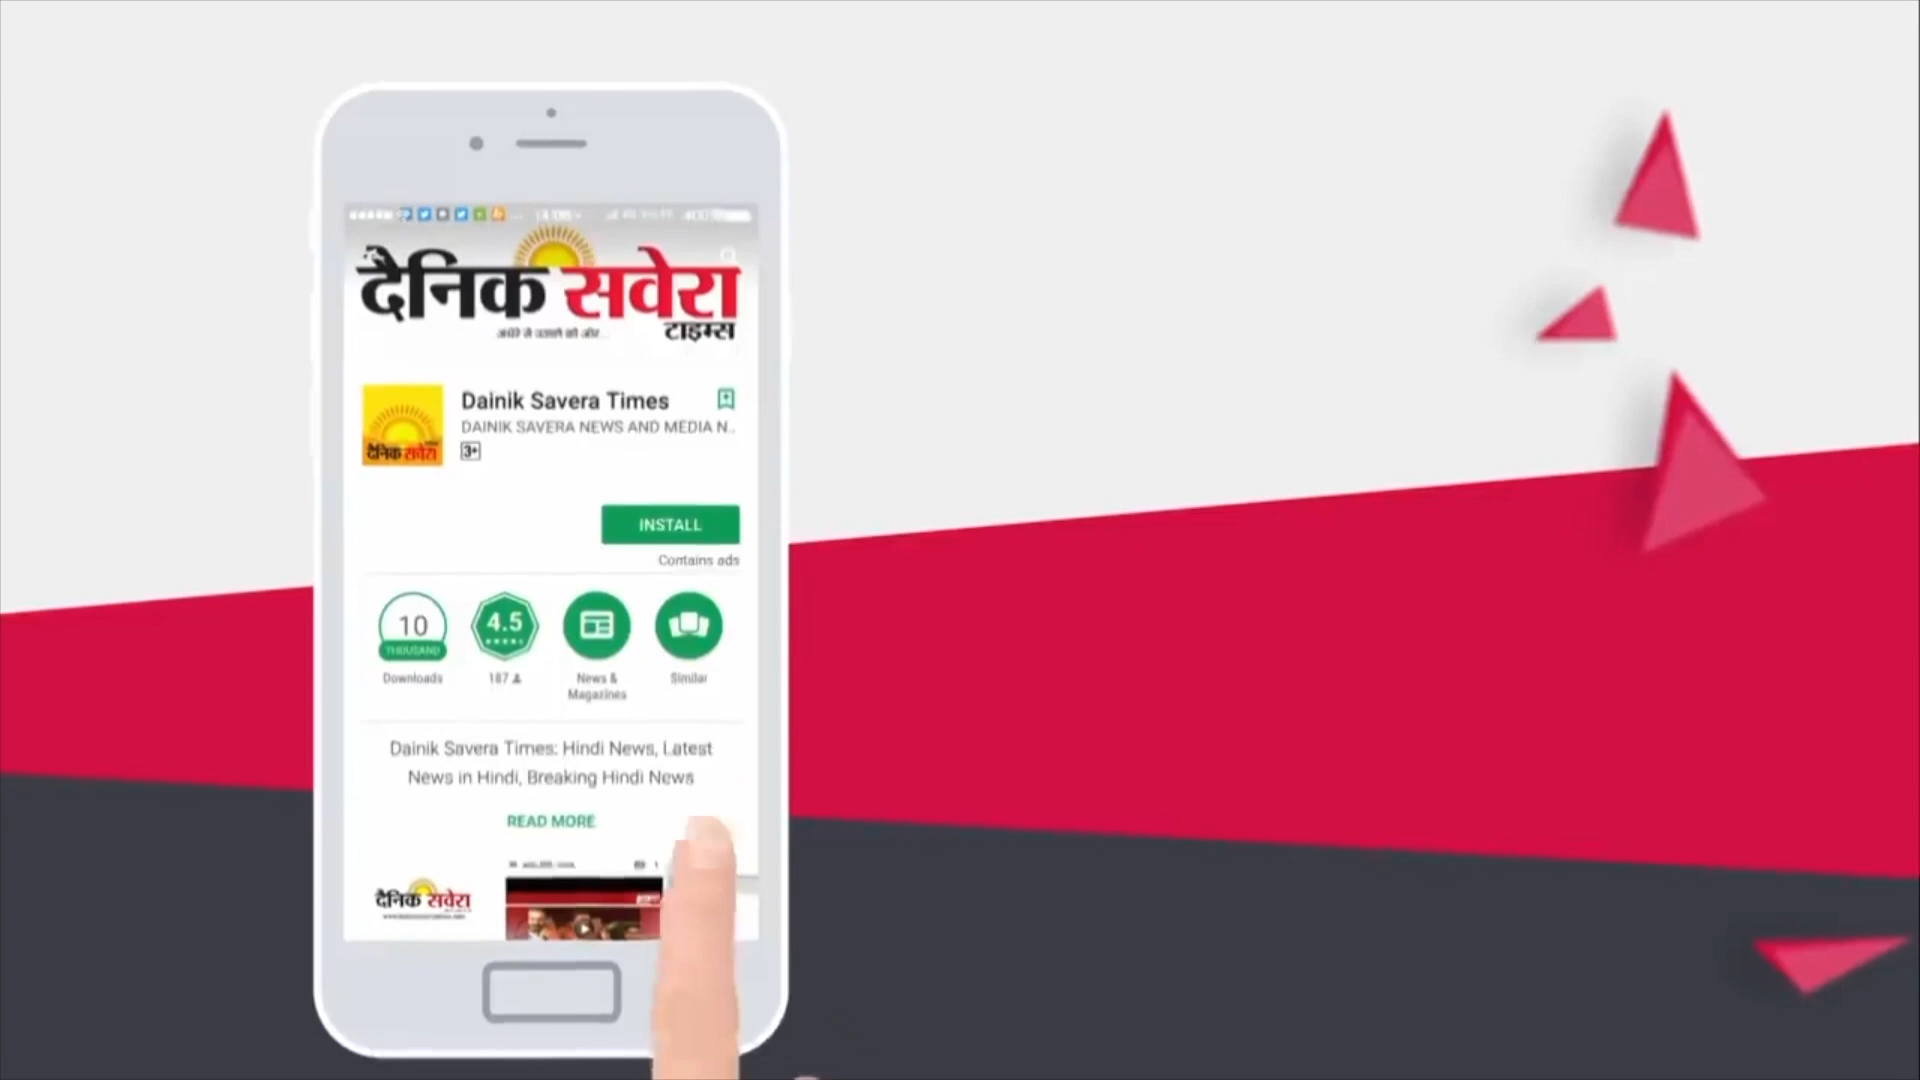 दैनिक सवेरा
टाइम्स
Dainik Savera Times
DAINIK SAVERA NEWS AND MEDIA N..
3+
दैनिक सवेरा
INSTALL
Contains ads
10
THOUSAND
Downloads
4.5
187
News &
Magazines
Similar
Dainik Savera Times: Hindi News, Latest
News in Hindi, Breaking Hindi News
READ MORE
दैनिक सवेरा